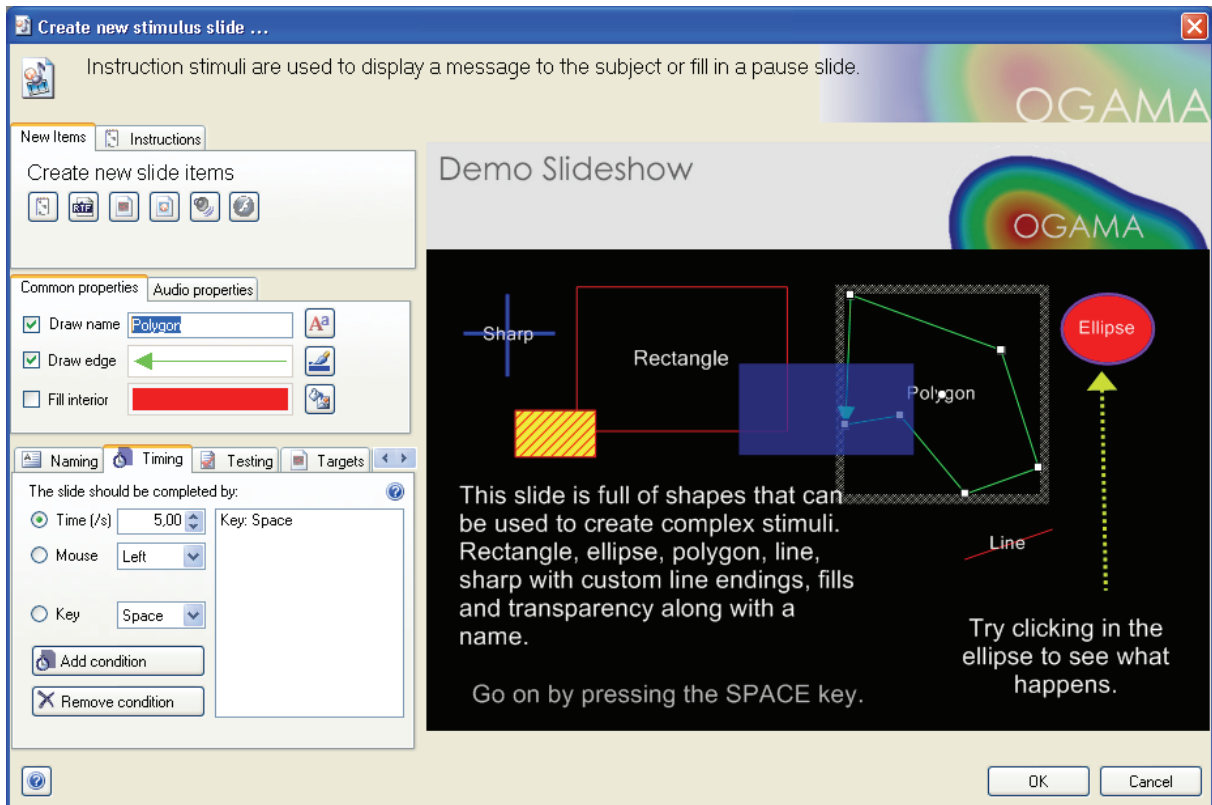 Create new stimulus slide ...
Instruction stimuli are used to display a message to the subject or fill in a pause slide.
OGAMA
New Items
Instructions
Create new slide items
RTF
Common properties
Audio properties
Draw name
Polygon
Aa
Draw edge
Fill interior
Naming
Timing
Testing
Targets
The slide should be completed by:
Time (/s)
5,00
Key: Space
Mouse
Left
Key
Space
Add condition
Remove condition
Demo Slideshow
OGAMA
Sharp
Rectangle
Polygon
Ellipse
This slide is full of shapes that can
be used to create complex stimuli.
Rectangle, ellipse, polygon, line,
sharp with custom line endings, fills
and transparency along with a
name.
Line
Try clicking in the
ellipse to see what
happens.
Go on by pressing the SPACE key.
OK
Cancel